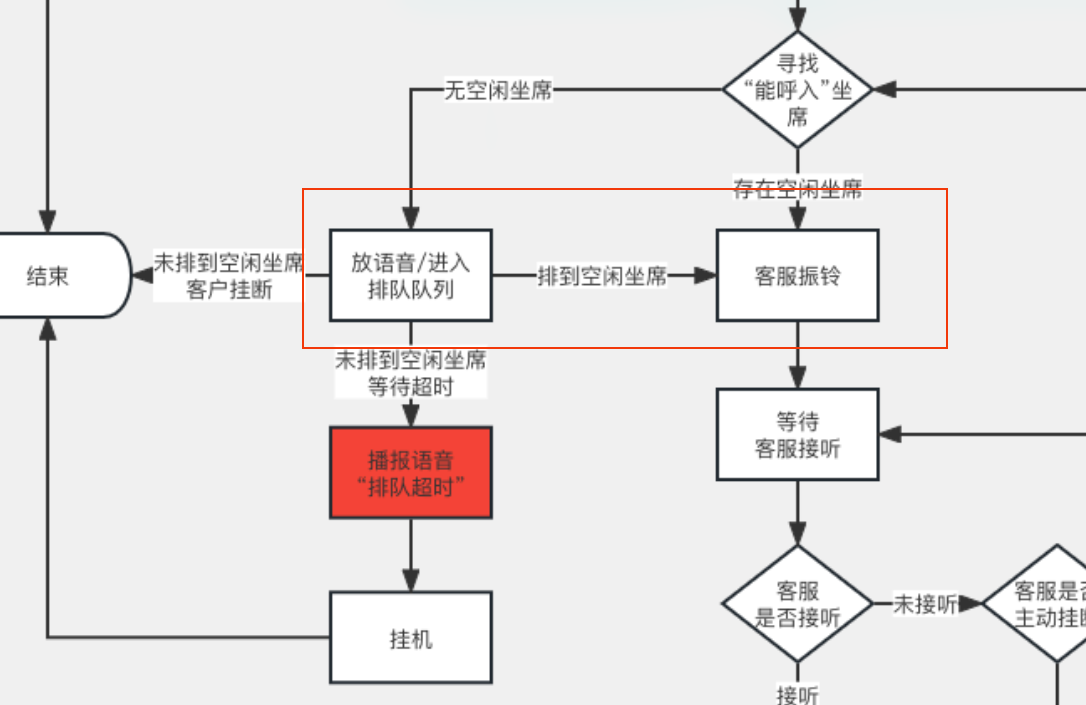 寻找
“能呼入”坐
席
无空闲坐席
存在空闲坐席
结束
未排到空闲坐席
客户挂断
放语音/进入
排队队列
排到空闲坐席
客服振铃
未排到空闲坐席
等待超时
等待
客服接听
播报语音
“排队超时”
客服
是否接听
未接听
客服是否
主动挂断
挂机
接听